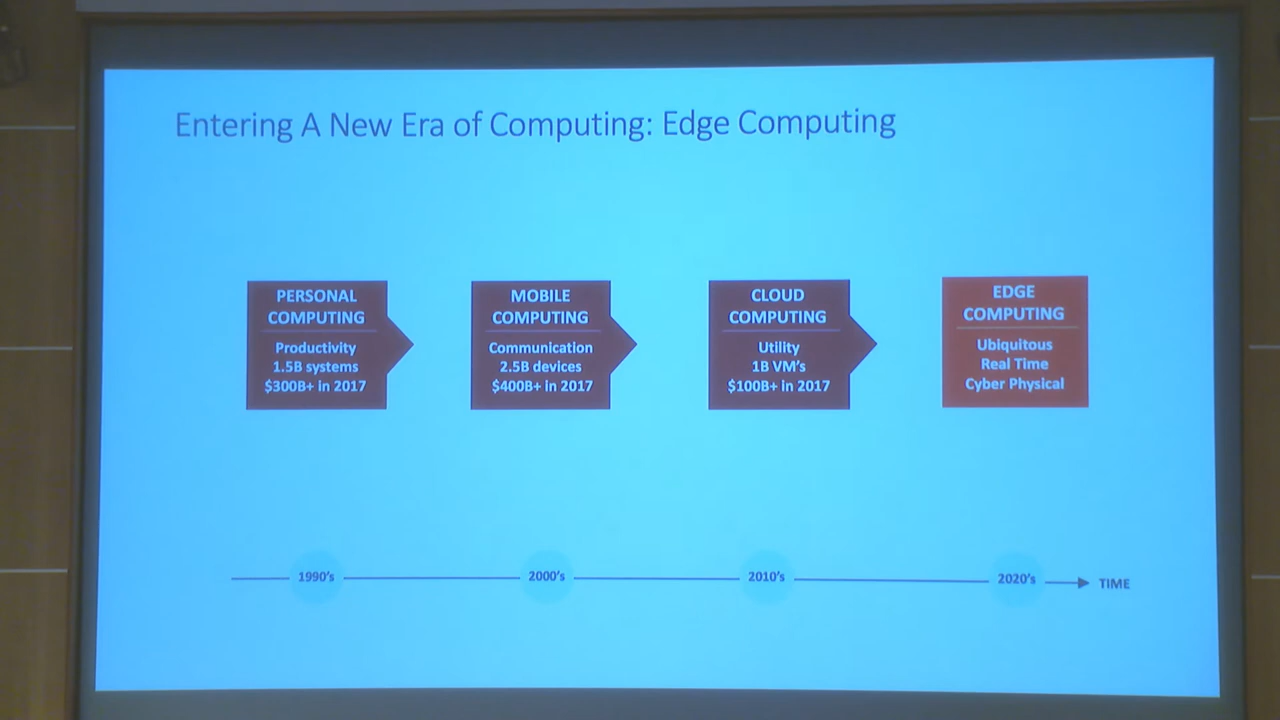 Entering A New Era of Computing: Edge Computing
PERSONAL
COMPUTING
Productivity
1.5B systems
$300B+ in 2017
MOBILE
COMPUTING
Communication
2.5B devices
$400B+ in 2017
CLOUD
COMPUTING
Utility
1B VM's
$100B+ in 2017
EDGE
COMPUTING
Ubiquitous
Real Time
Cyber Physical
1990's
2000's
2010's
2020's
TIME